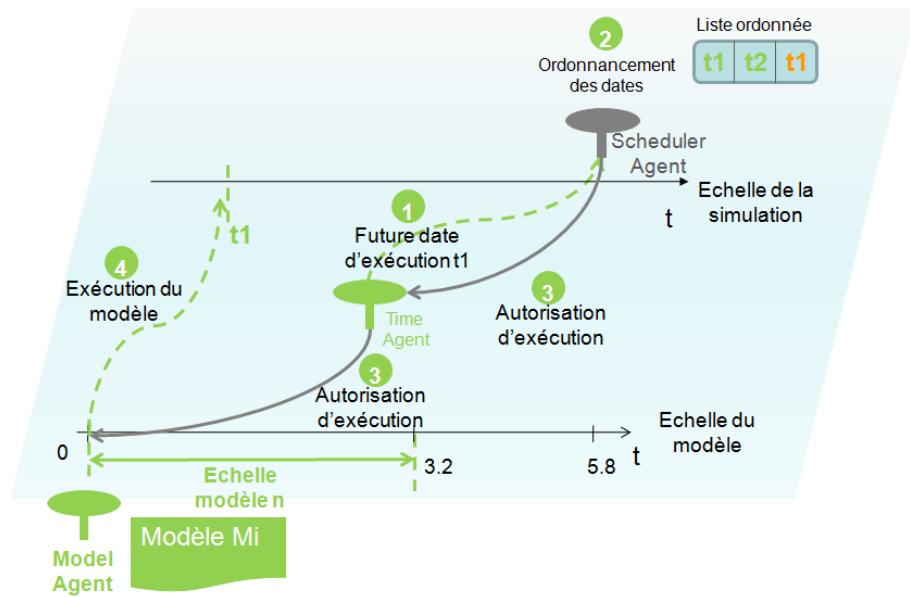 Liste ordonnée
t1 t2 t1
2
Ordonnancement
des dates
Scheduler
Agent
Echelle de la
simulation
t
t1
1
Future date
d'exécution t1
4
Exécution du
modèle
3
Autorisation
d'exécution
Time
Agent
3
Autorisation
d'exécution
Echelle du
modèle
0
3.2
5.8
t
Echelle
modèle n
Modèle Mi
Model
Agent